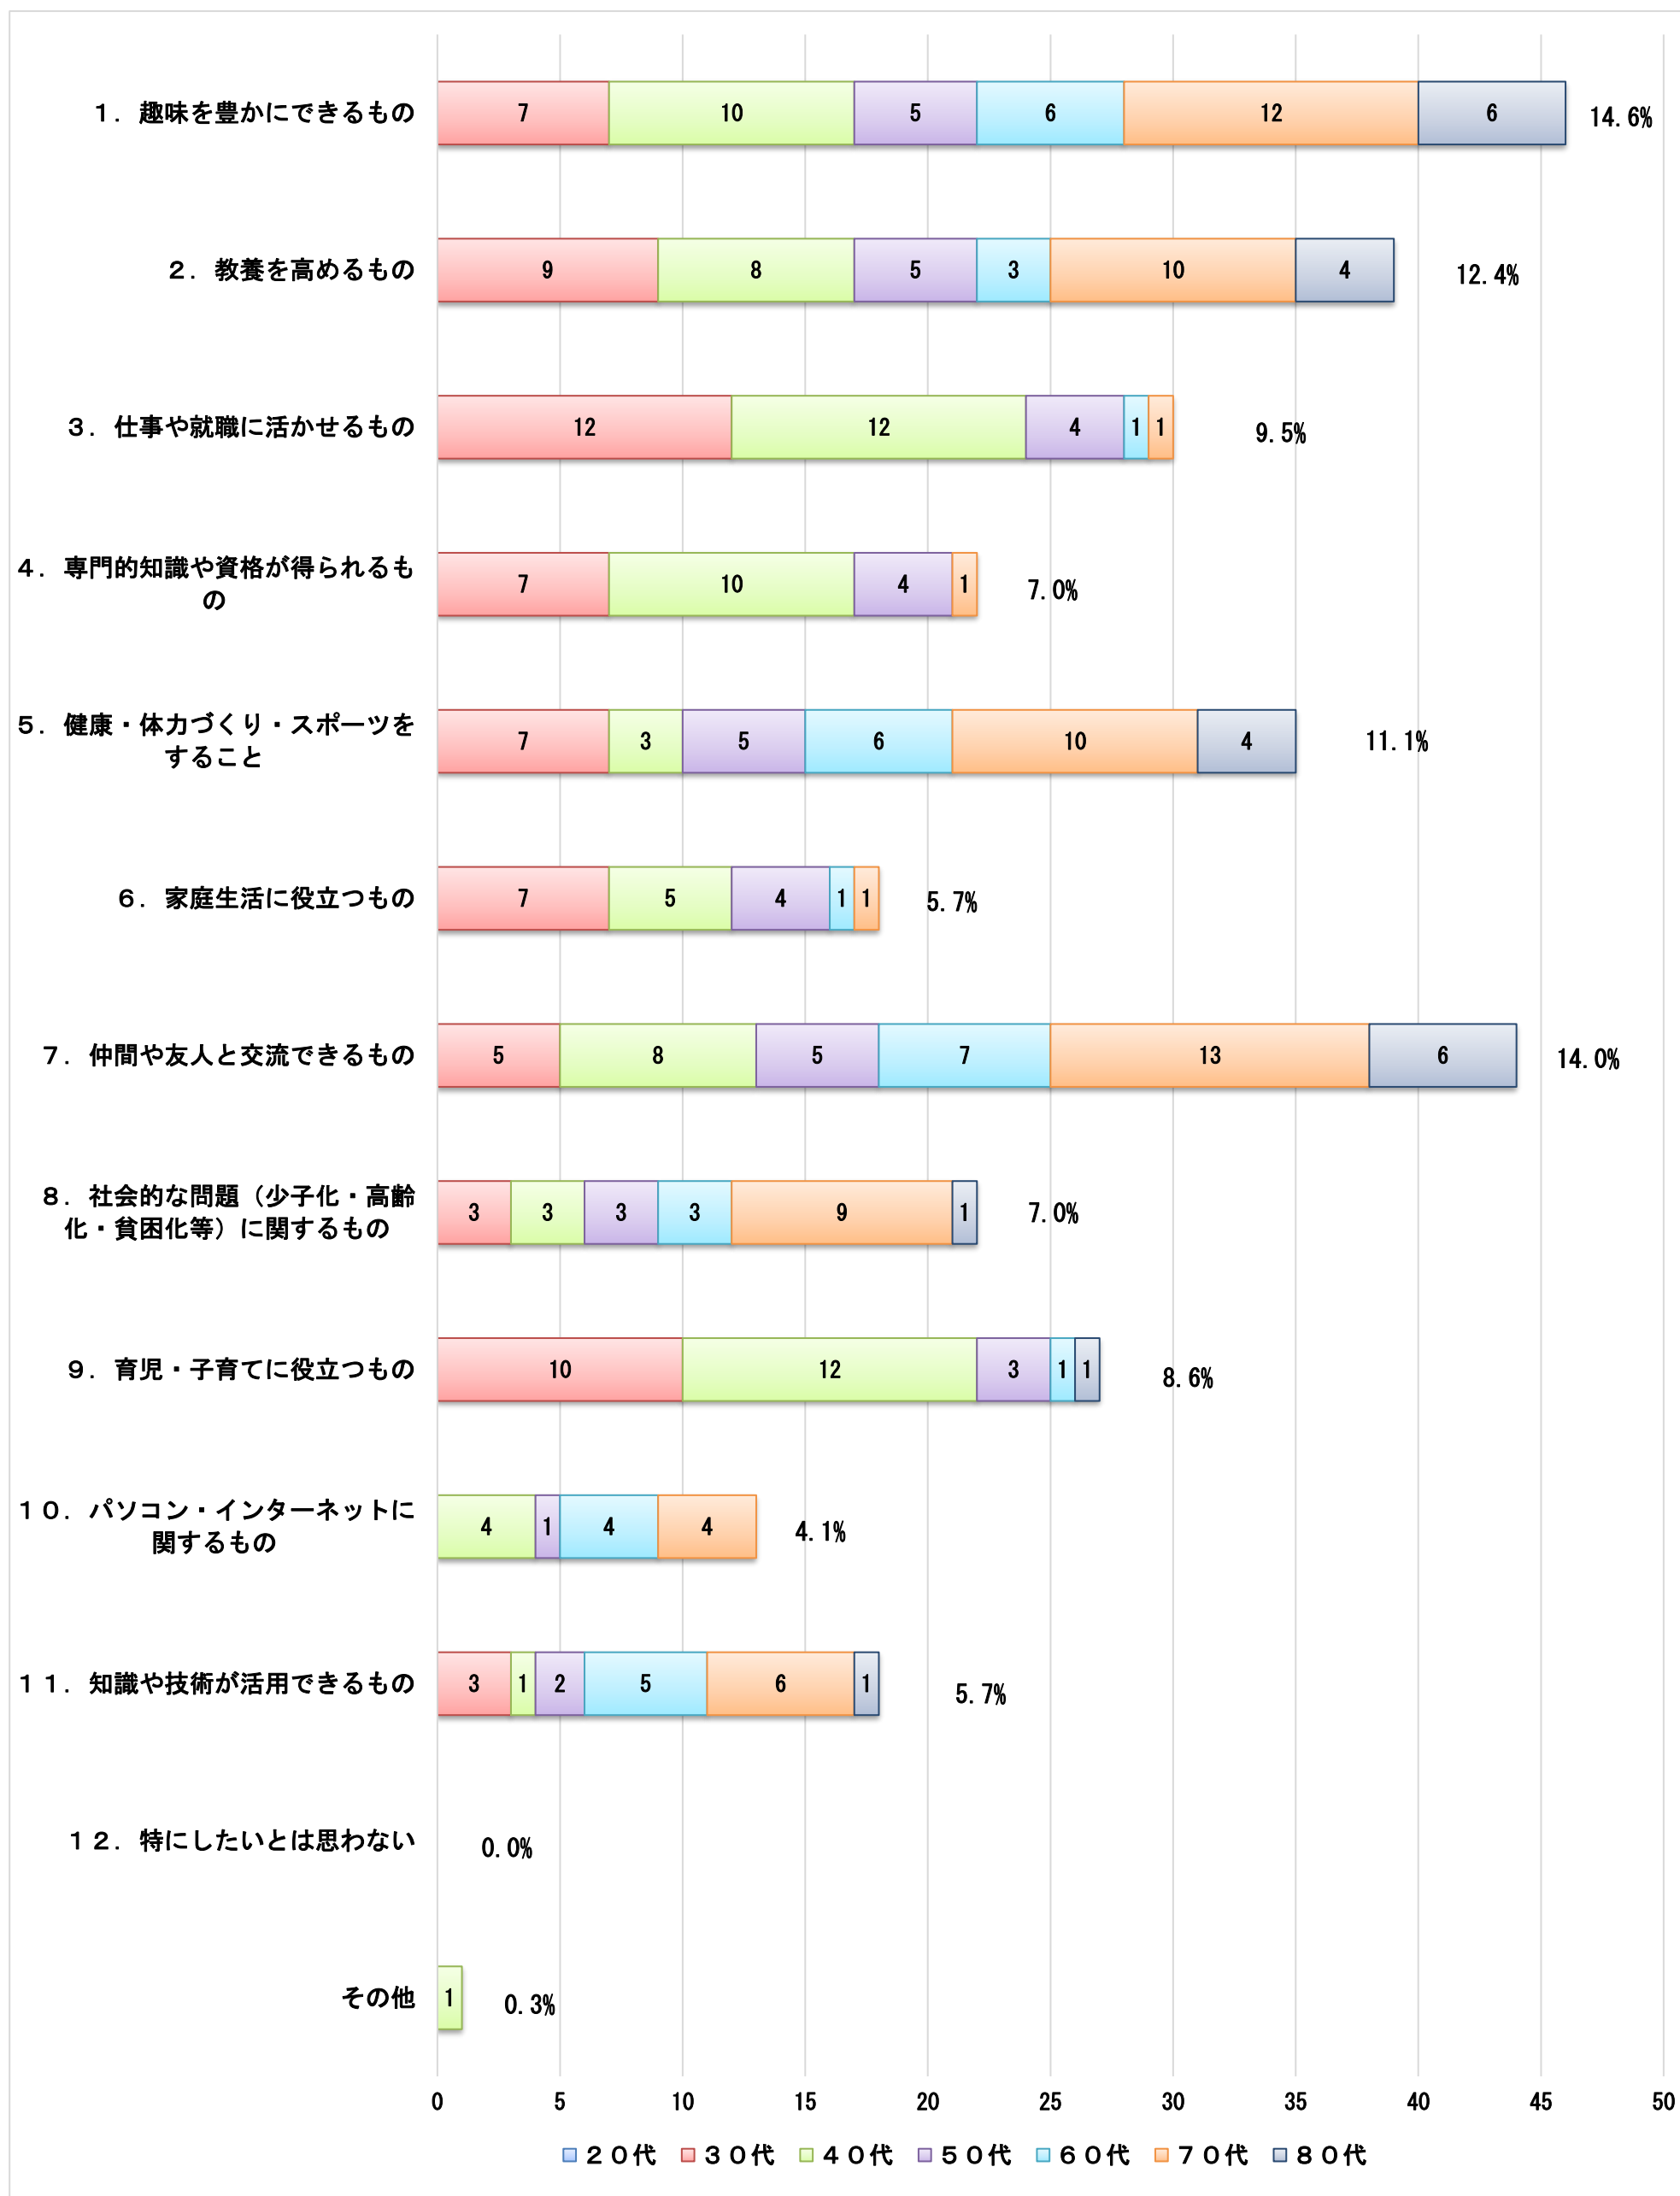 １．趣味を豊かにできるもの
7 10 5 6 12 6 14.6%
２．教養を高めるもの
9 8 5 3 10 4 12.4%
３．仕事や就職に活かせるもの
12 12 4 1 1 9.5%
４．専門的知識や資格が得られるも
の
7 10 4 1 7.0%
５．健康・体力づくり・スポーツを
すること
7 3 5 6 10 4 11.1%
６．家庭生活に役立つもの
7 5 4 1 1 5.7%
７．仲間や友人と交流できるもの
5 8 5 7 13 6 14.0%
８．社会的な問題（少子化・高齢
化・貧困化等）に関するもの
3 3 3 3 9 1 7.0%
９．育児・子育てに役立つもの
10 12 3 1 1 8.6%
１０．パソコン・インターネットに
関するもの
4 1 4 4 4.1%
１１．知識や技術が活用できるもの
3 1 2 5 6 1 5.7%
１２．特にしたいとは思わない
0.0%
その他
1 0.3%
0 5 10 15 20 25 30 35 40 45 50
２０代 ３０代 ４０代 ５０代 ６０代 ７０代 ８０代